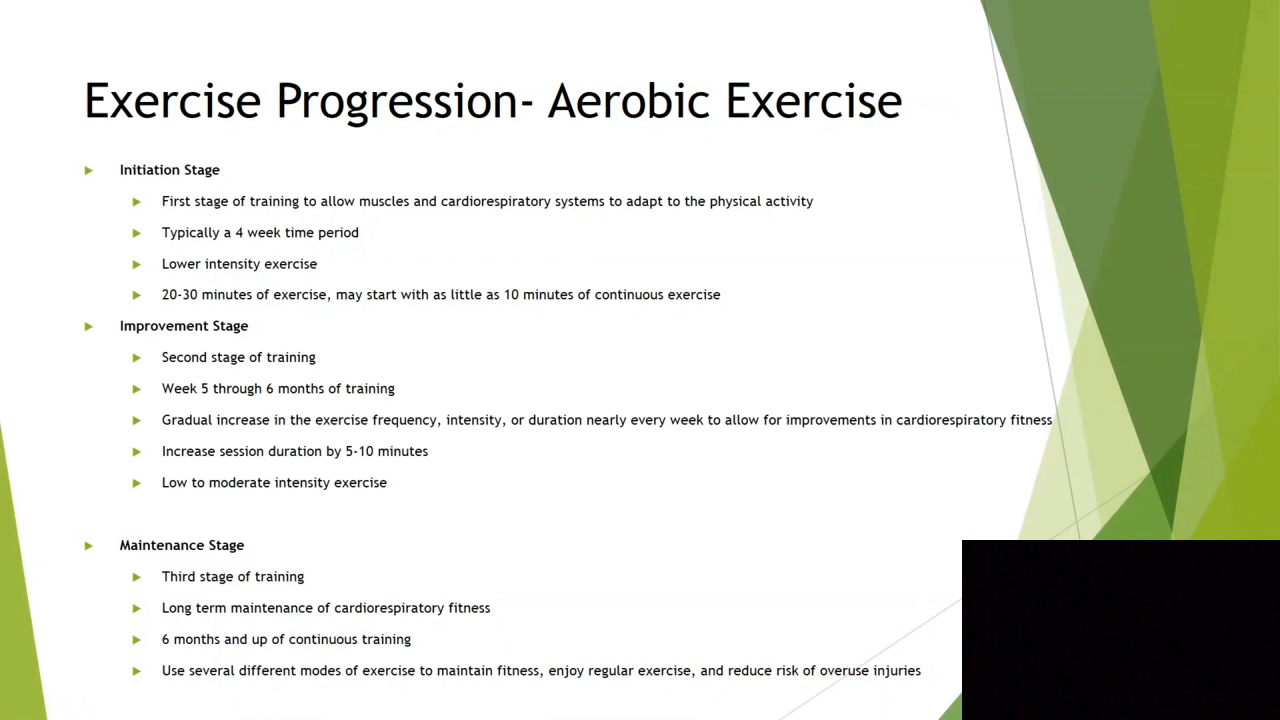 Exercise Progression- Aerobic Exercise
Initiation Stage
First stage of training to allow muscles and cardiorespiratory systems to adapt to the physical activity
Typically a 4 week time period
Lower intensity exercise
20-30 minutes of exercise, may start with as little as 10 minutes of continuous exercise
Improvement Stage
Second stage of training
Week 5 through 6 months of training
Gradual increase in the exercise frequency, intensity, or duration nearly every week to allow for improvements in cardiorespiratory fitness
Increase session duration by 5-10 minutes
Low to moderate intensity exercise
Maintenance Stage
Third stage of training
Long term maintenance of cardiorespiratory fitness
6 months and up of continuous training
Use several different modes of exercise to maintain fitness, enjoy regular exercise, and reduce risk of overuse injuries